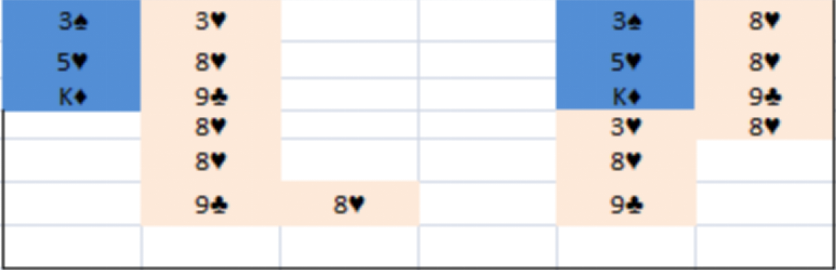 3♠ 3♥ 3♠ 8♥
5♥ 8♥ 5♥ 8♥
K♦ 9♣ K♦ 9♣
8♥ 3♥ 8♥
8♥ 8♥
9♣ 8♥ 9♣